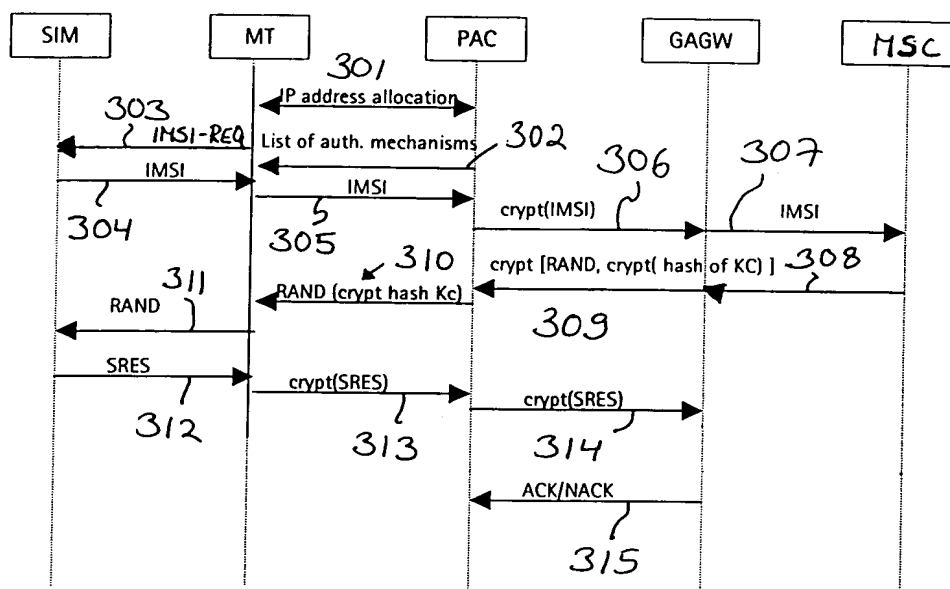 SIM MT PAC GAGW MSC
301
IP address allocation
303
IMSI-REQ
List of auth. mechanisms
302
306
307
IMSI
IMSI
crypt(IMSI)
IMSI
304
305
310
crypt [RAND, crypt( hash of KC) ]
308
311
RAND (crypt hash Kc)
RAND
309
SRES
crypt(SRES)
crypt(SRES)
312
313
314
ACK/NACK
315